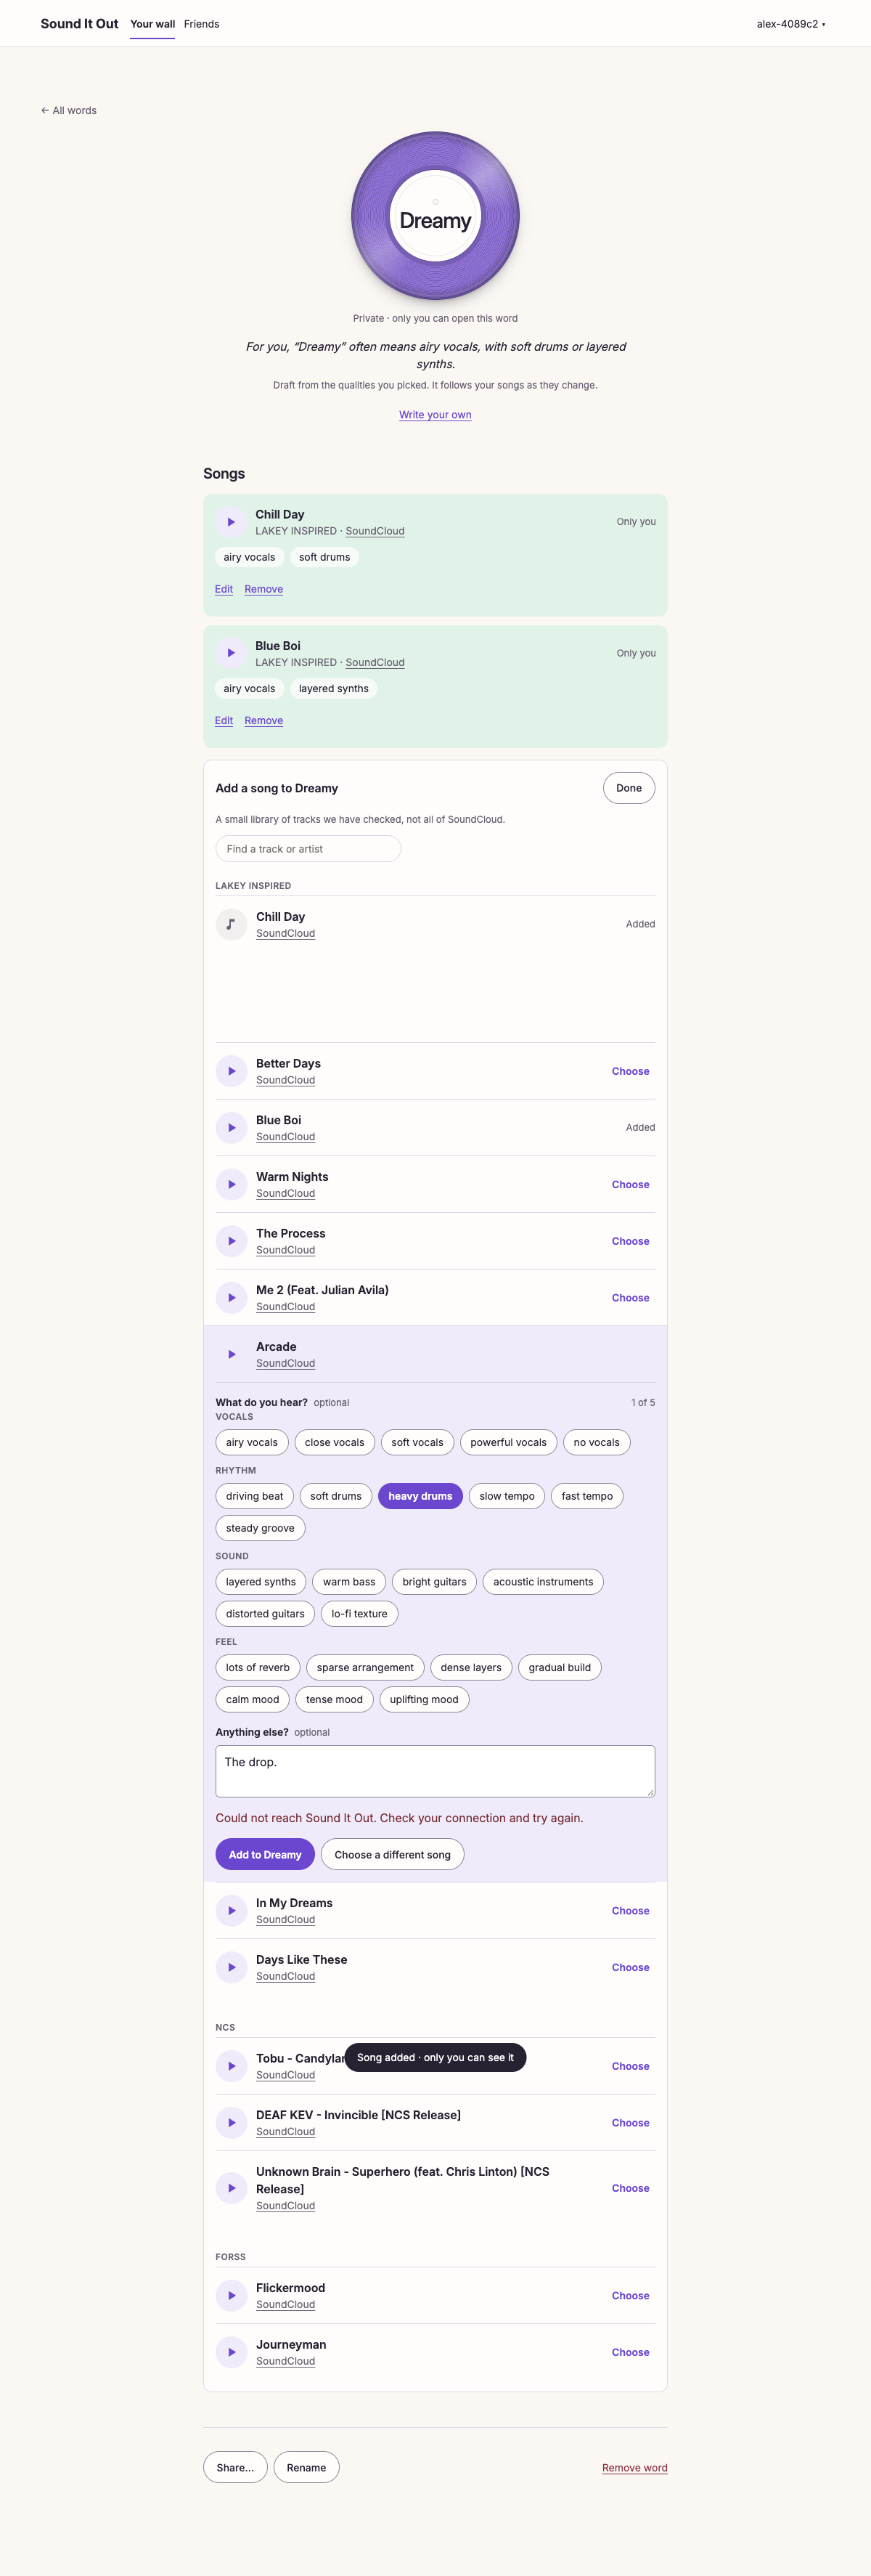 Sound It Out Your wall Friends alex-4089c2 ▾
← All words
Dreamy
Private · only you can open this word
For you, “Dreamy” often means airy vocals, with soft drums or layered
synths.
Draft from the qualities you picked. It follows your songs as they change.
Write your own
Songs
Chill Day
LAKEY INSPIRED · SoundCloud
Only you
airy vocals soft drums
Edit Remove
Blue Boi
LAKEY INSPIRED · SoundCloud
Only you
airy vocals layered synths
Edit Remove
Add a song to Dreamy Done
A small library of tracks we have checked, not all of SoundCloud.
Find a track or artist
LAKEY INSPIRED
Chill Day
SoundCloud
Added
Better Days
SoundCloud
Choose
Blue Boi
SoundCloud
Added
Warm Nights
SoundCloud
Choose
The Process
SoundCloud
Choose
Me 2 (Feat. Julian Avila)
SoundCloud
Choose
Arcade
SoundCloud
What do you hear? optional 1 of 5
VOCALS
airy vocals close vocals soft vocals powerful vocals no vocals
RHYTHM
driving beat soft drums heavy drums slow tempo fast tempo
steady groove
SOUND
layered synths warm bass bright guitars acoustic instruments
distorted guitars lo-fi texture
FEEL
lots of reverb sparse arrangement dense layers gradual build
calm mood tense mood uplifting mood
Anything else? optional
The drop.
Could not reach Sound It Out. Check your connection and try again.
Add to Dreamy Choose a different song
In My Dreams
SoundCloud
Choose
Days Like These
SoundCloud
Choose
NCS
Tobu - Candylan
Song added · only you can see it
SoundCloud
Choose
DEAF KEV - Invincible [NCS Release]
SoundCloud
Choose
Unknown Brain - Superhero (feat. Chris Linton) [NCS
Release]
SoundCloud
Choose
FORSS
Flickermood
SoundCloud
Choose
Journeyman
SoundCloud
Choose
Share... Rename Remove word